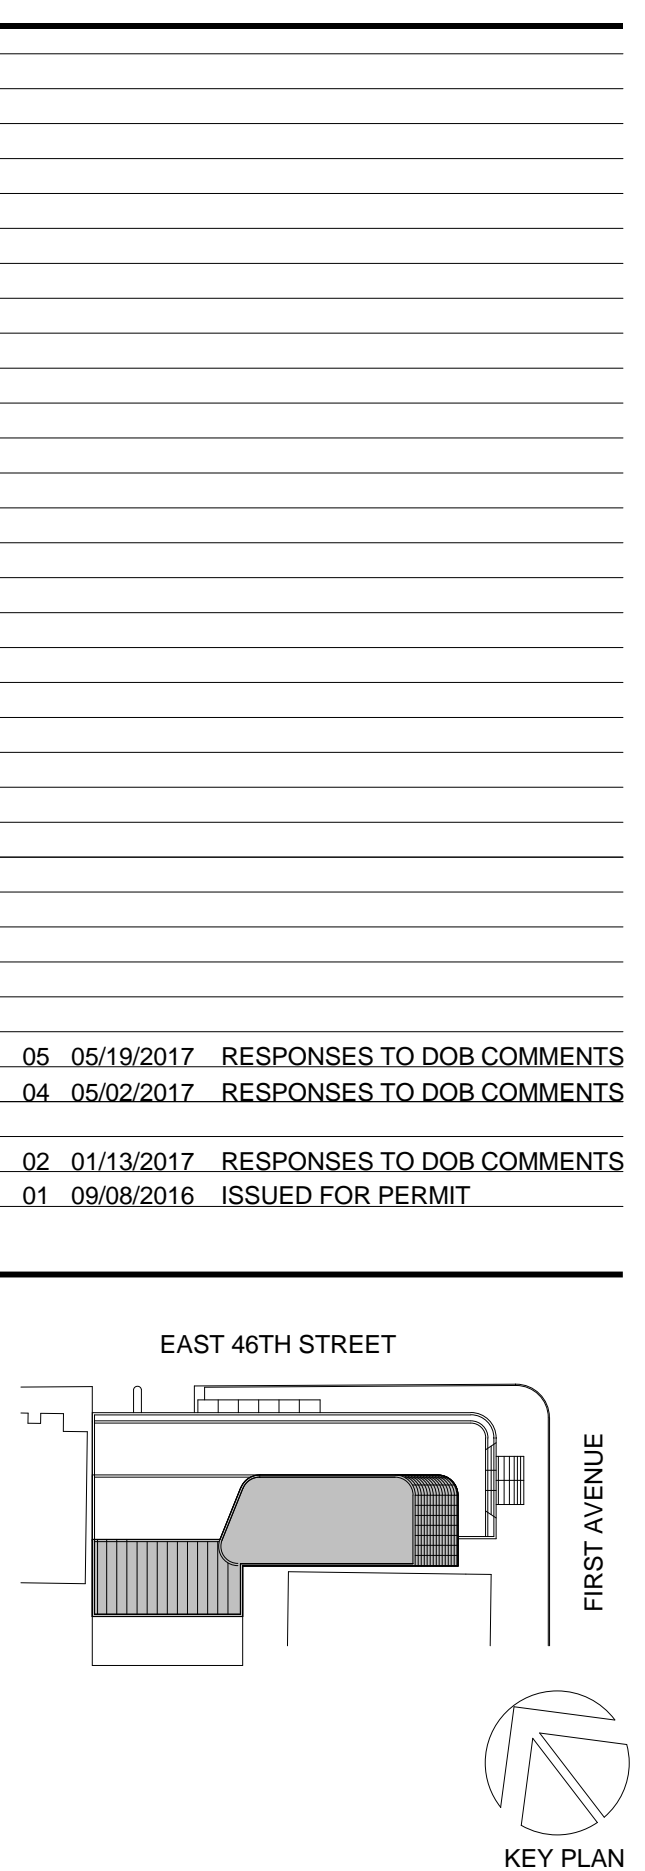 05 05/19/2017 RESPONSES TO DOB COMMENTS
04 05/02/2017 RESPONSES TO DOB COMMENTS
02 01/13/2017 RESPONSES TO DOB COMMENTS
01 09/08/2016 ISSUED FOR PERMIT
EAST 46TH STREET
FIRST AVENUE
KEY PLAN